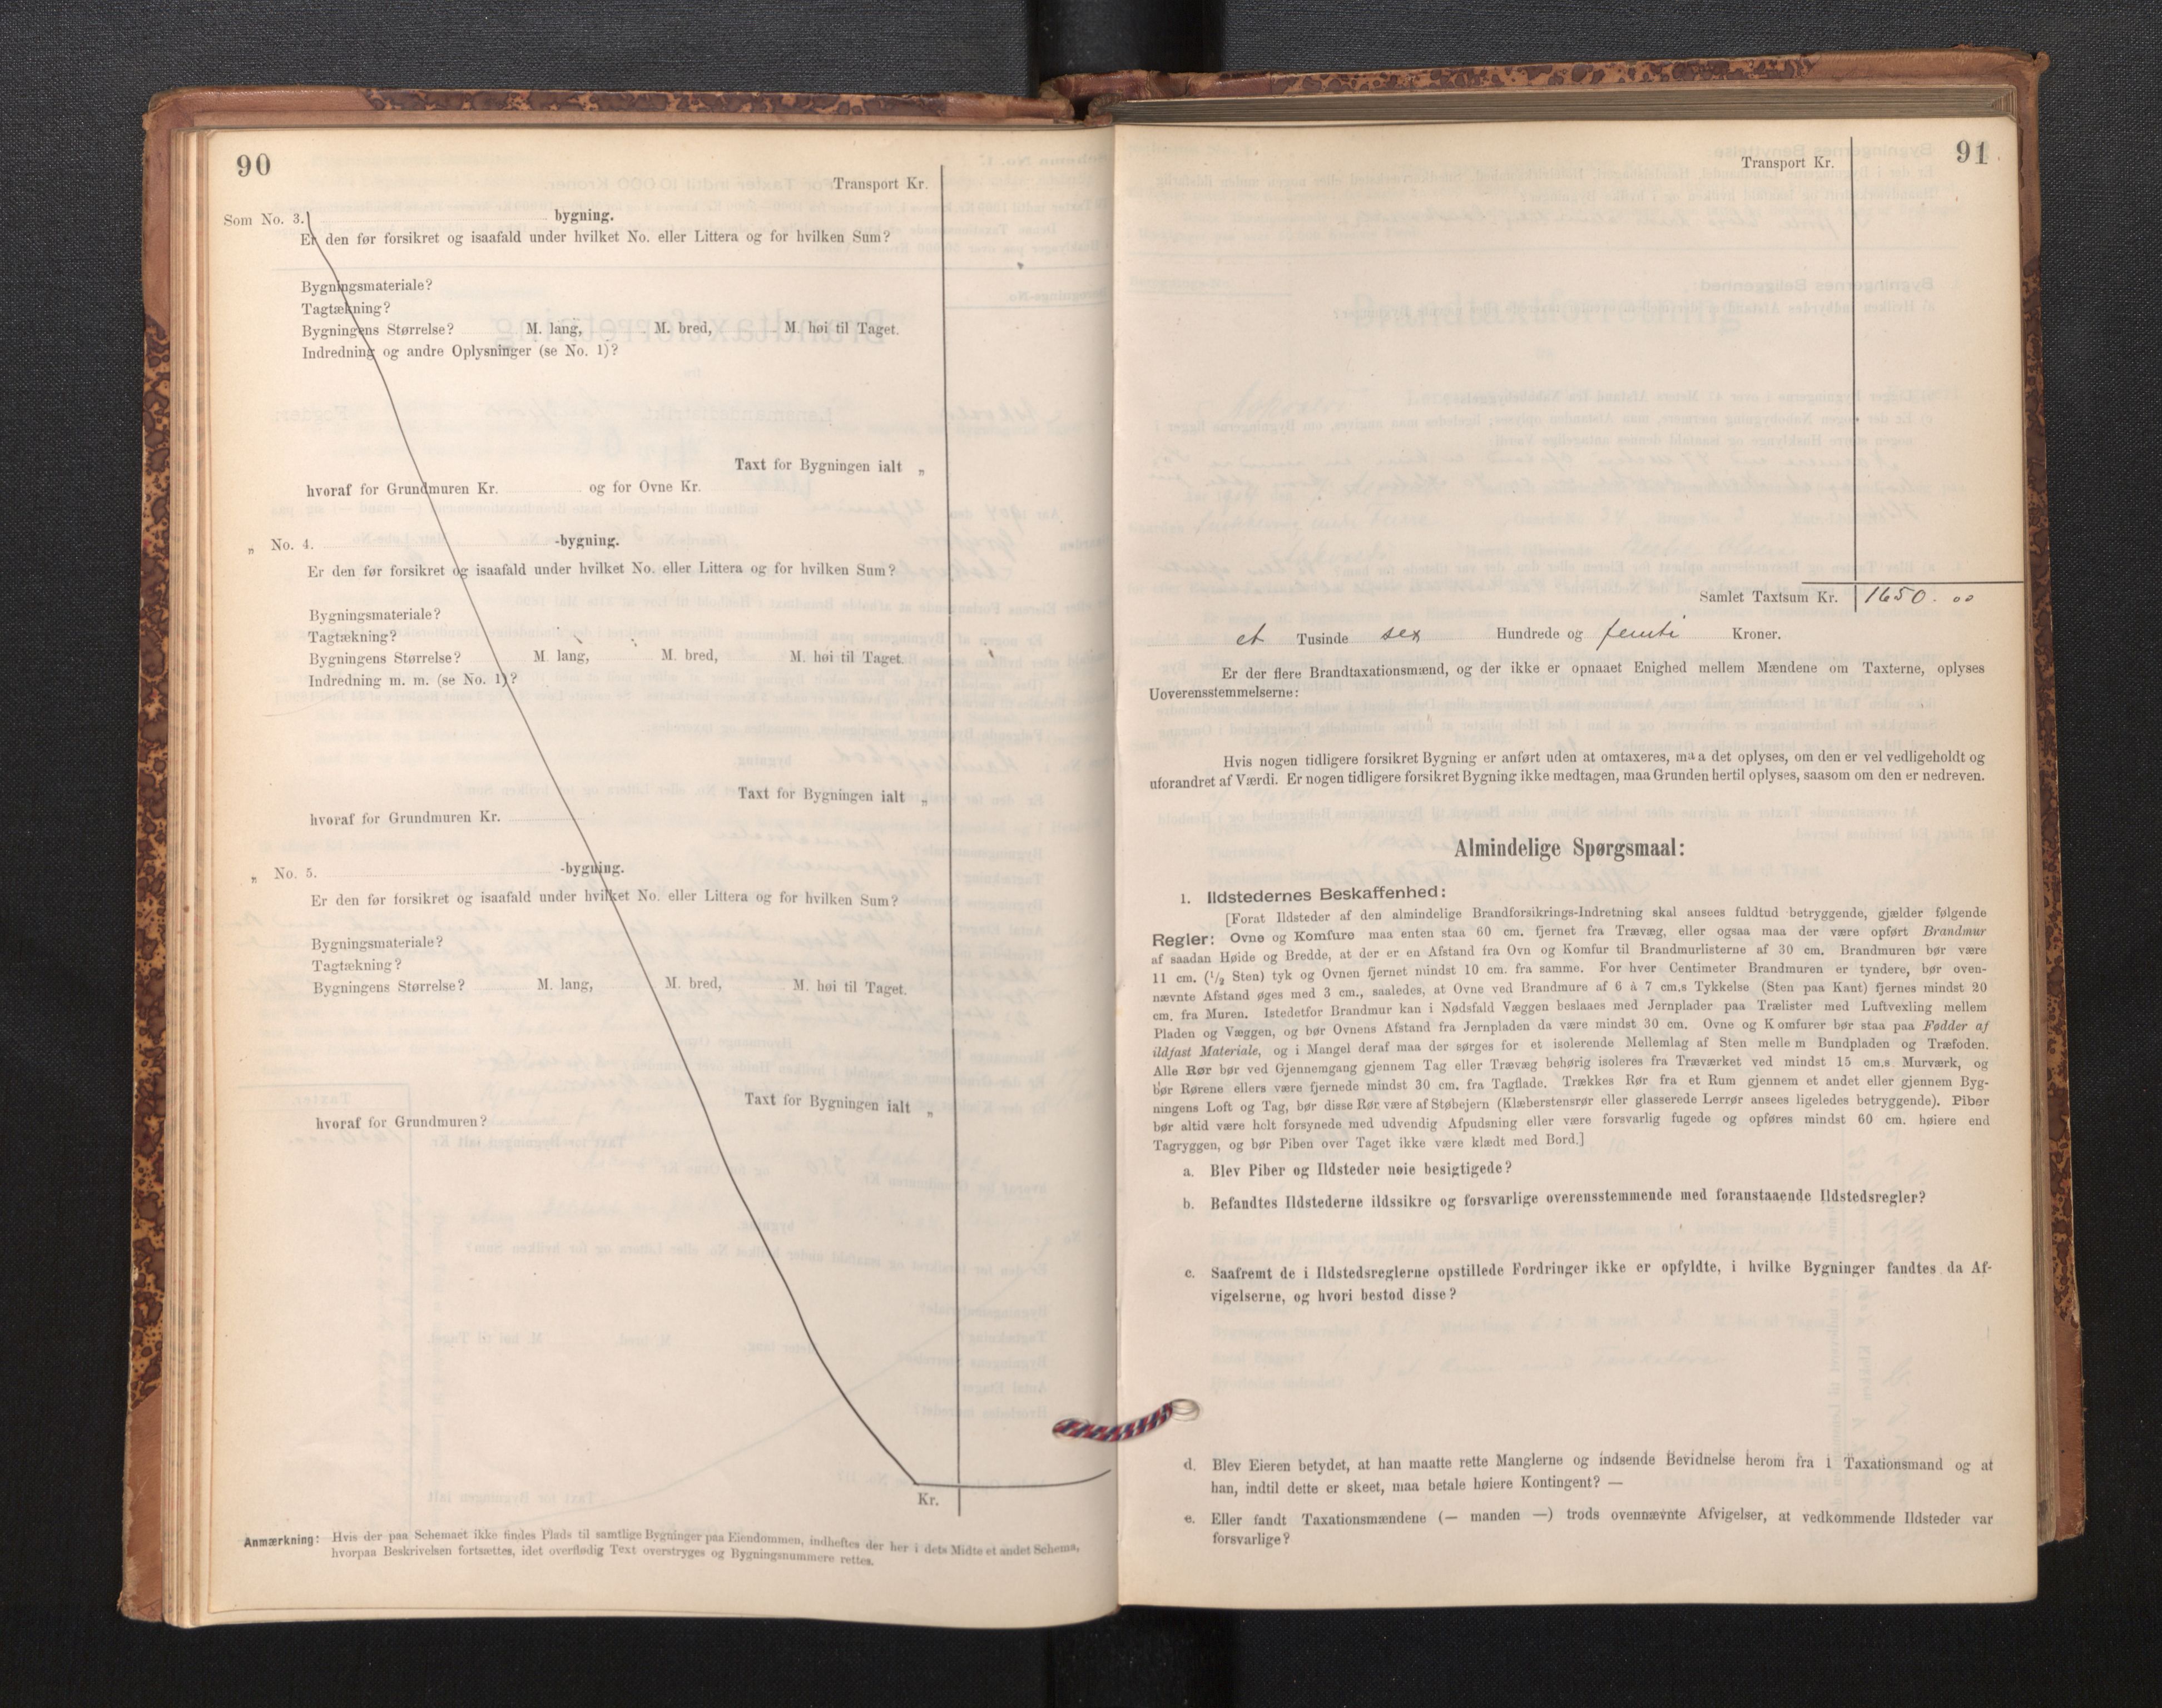 90
Transport Kr.
Som No. 3. bygning.
Er den før forsikret og isaafald under hvilket No. eller Littera og for hvilken Sum?
Bygningsmateriale?
Tagtækning?
Bygningens Størrelse? M. lang, M. bred, M. høi til Taget.
Indredning og andre Oplysninger (se No. 1)?
Taxt for Bygningen ialt „
hvoraf for Grundmuren Kr. og for Ovne Kr.
„ No. 4. -bygning.
Er den før forsikret og isaafald under hvilket No. eller Littera og for hvilken Sum?
Bygningsmateriale?
Tagtækning?
Bygningens Størrelse? M. lang, M. bred, M. høi til Taget.
Indredning m. m. (se No. 1)?
Taxt for Bygningen ialt „
hvoraf for Grundmuren Kr.
„ No. 5. -bygning.
Er den før forsikret og isaafald under hvilket No. eller Littera og for hvilken Sum?
Bygningsmateriale?
Tagtækning?
Bygningens Størrelse? M. lang, M. bred, M. høi til Taget.
Taxt for Bygningen ialt „
hvoraf for Grundmuren?
Kr.
Anmærkning: Hvis der paa Schemaet ikke findes Plads til samtlige Bygninger paa Eiendommen, indheftes der her i dets Midte et andet Schema,
hvorpaa Beskrivelsen fortsættes, idet overflødig Text overstryges og Bygningsnummere rettes.
91
Transport Kr.
Samlet Taxtsum Kr. 1650.00
et Tusinde sex Hundrede og femti Kroner.
Er der flere Brandtaxationsmænd, og der ikke er opnaaet Enighed mellem Mændene om Taxterne, oplyses
Uoverensstemmelserne:
Hvis nogen tidligere forsikret Bygning er anført uden at omtaxeres, maa det oplyses, om den er vel vedligeholdt og
uforandret af Værdi. Er nogen tidligere forsikret Bygning ikke medtagen, maa Grunden hertil oplyses, saasom om den er nedreven.
Almindelige Spørgsmaal:
1. Ildstedernes Beskaffenhed:
[Forat Ildsteder af den almindelige Brandforsikrings-Indretning skal ansees fuldtud betryggende, gjælder følgende
Regler: Ovne og Komfure maa enten staa 60 cm. fjernet fra Trævæg, eller ogsaa maa der være opført Brandmur
af saadan Høide og Bredde, at der er en Afstand fra Ovn og Komfur til Brandmurlisterne af 30 cm. Brandmuren bør være
11 cm. (1/2 Sten) tyk og Ovnen fjernet mindst 10 cm. fra samme. For hver Centimeter Brandmuren er tyndere, bør oven-
nævnte Afstand øges med 3 cm., saaledes, at Ovne ved Brandmure af 6 à 7 cm.s Tykkelse (Sten paa Kant) fjernes mindst 20
cm. fra Muren. Istedetfor Brandmur kan i Nødsfald Væggen beslaaes med Jernplader paa Trælister med Luftvexling mellem
Pladen og Væggen, og bør Ovnens Afstand fra Jernpladen da være mindst 30 cm. Ovne og Komfurer bør staa paa Fødder af
ildfast Materiale, og i Mangel deraf maa der sørges for et isolerende Mellemlag af Sten mellem Bundpladen og Træfoden.
Alle Rør bør ved Gjennemgang gjennem Tag eller Trævæg behørig isoleres fra Træværket ved mindst 15 cm.s Murværk, og
bør Rørene ellers være fjernede mindst 30 cm. fra Tagflade. Trækkes Rør fra et Rum gjennem et andet eller gjennem Byg-
ningens Loft og Tag, bør disse Rør være af Støbejern (Klæberstensrør eller glasserede Lerrør ansees ligeledes betryggende). Piber
bør altid være helt forsynede med udvendig Afpudsning eller være forsvarlig fugede og opføres mindst 60 cm. høiere end
Tagryggen, og bør Piben over Taget ikke være klædt med Bord.]
a. Blev Piber og Ildsteder nøie besigtigede?
b. Befandtes Ildstederne ildssikre og forsvarlige overensstemmende med foranstaaende Ildstedsregler?
c. Saafremt de i Ildstedsreglerne opstillede Fordringer ikke er opfyldte, i hvilke Bygninger fandtes da Af-
vigelserne, og hvori bestod disse?
d. Blev Eieren betydet, at han maatte rette Manglerne og indsende Bevidnelse herom fra 1 Taxationsmand og at
han, indtil dette er skeet, maa betale høiere Kontingent? —
e. Eller fandt Taxationsmændene (— manden —) trods ovennævnte Afvigelser, at vedkommende Ildsteder var
forsvarlige?